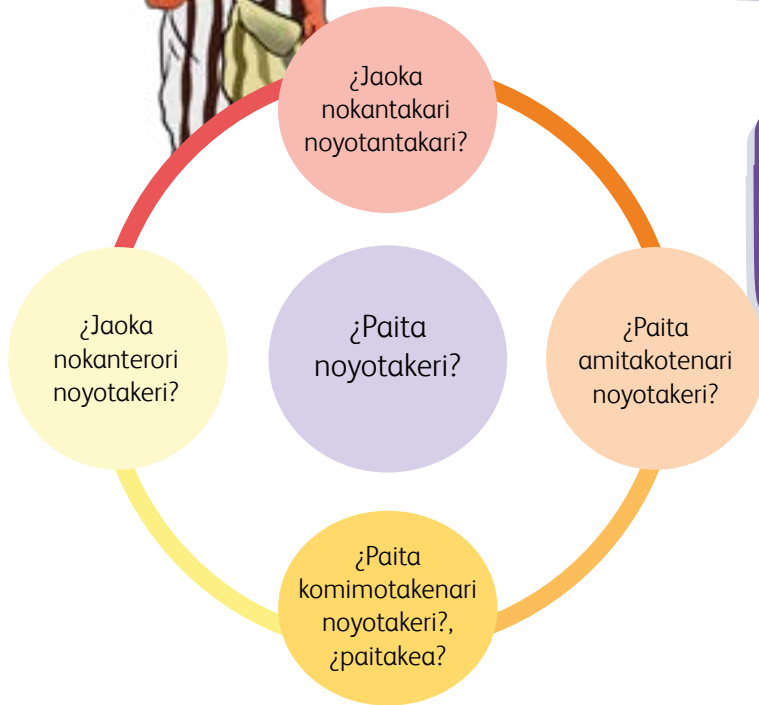 ¿Jaoka
nokantakari
noyotantakari?
¿Jaoka
nokanterori
noyotakeri?
¿Paita
noyotakeri?
¿Paita
amitakotenari
noyotakeri?
¿Paita
komimotakenari
noyotakeri?,
¿paitakea?